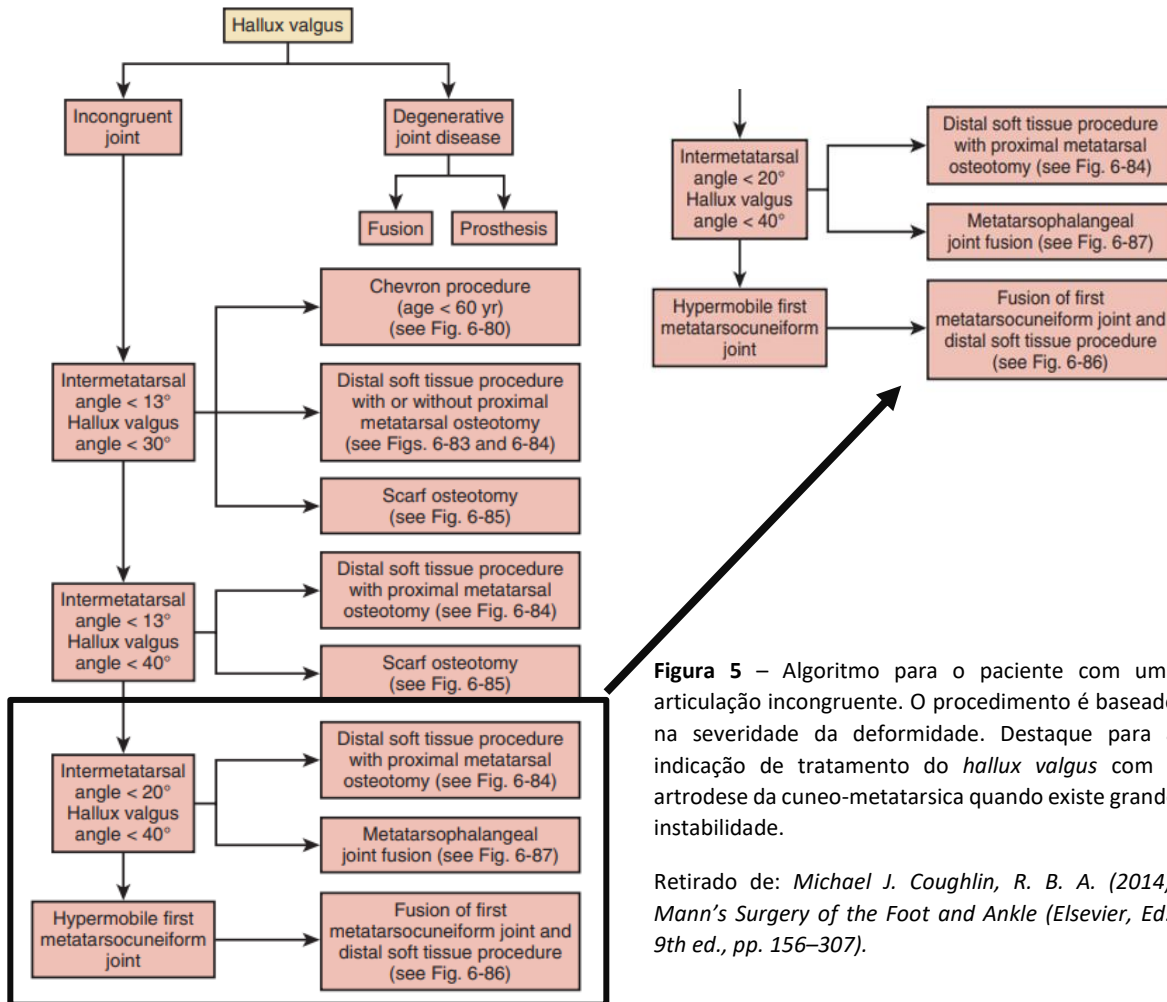 Hallux valgus
Incongruent
joint
Degenerative
joint disease
Fusion
Prosthesis
Chevron procedure
(age < 60 yr)
(see Fig. 6-80)
Intermetatarsal
angle < 13°
Hallux valgus
angle < 30°
Distal soft tissue procedure
with or without proximal
metatarsal osteotomy
(see Figs. 6-83 and 6-84)
Scarf osteotomy
(see Fig. 6-85)
Intermetatarsal
angle < 13°
Hallux valgus
angle < 40°
Distal soft tissue procedure
with proximal metatarsal
osteotomy (see Fig. 6-84)
Scarf osteotomy
(see Fig. 6-85)
Intermetatarsal
angle < 20°
Hallux valgus
angle < 40°
Distal soft tissue procedure
with proximal metatarsal
osteotomy (see Fig. 6-84)
Metatarsophalangeal
joint fusion (see Fig. 6-87)
Hypermobile first
metatarsocuneiform
joint
Fusion of first
metatarsocuneiform joint and
distal soft tissue procedure
(see Fig. 6-86)
Intermetatarsal
angle < 20°
Hallux valgus
angle < 40°
Distal soft tissue procedure
with proximal metatarsal
osteotomy (see Fig. 6-84)
Metatarsophalangeal
joint fusion (see Fig. 6-87)
Hypermobile first
metatarsocuneiform
joint
Fusion of first
metatarsocuneiform joint and
distal soft tissue procedure
(see Fig. 6-86)
Figura 5 – Algoritmo para o paciente com um
articulação incongruente. O procedimento é basead
na severidade da deformidade. Destaque para
indicação de tratamento do hallux valgus com
artrodese da cuneo-metatarsica quando existe grand
instabilidade.
Retirado de: Michael J. Coughlin, R. B. A. (2014)
Mann's Surgery of the Foot and Ankle (Elsevier, Ed
9th ed., pp. 156–307).